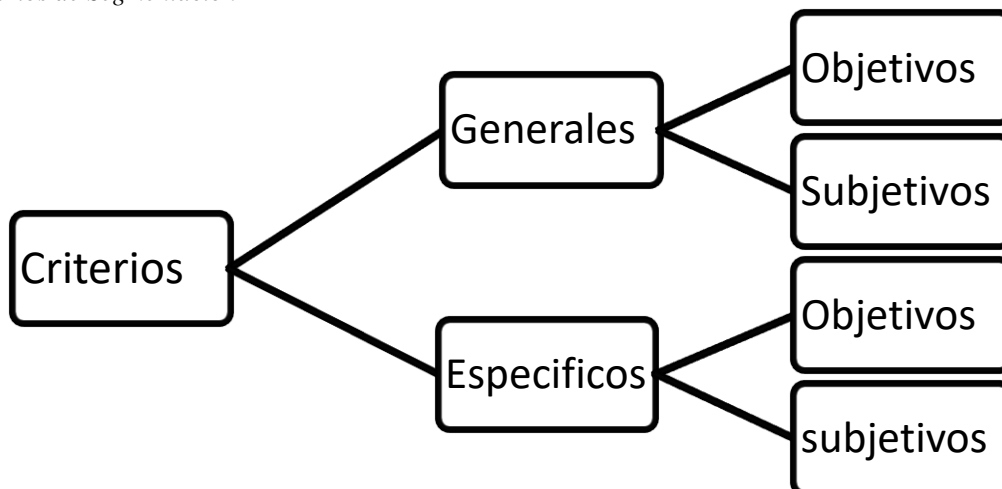 Objetivos
Generales
Subjetivos
Criterios
Objetivos
Especificos
subjetivos